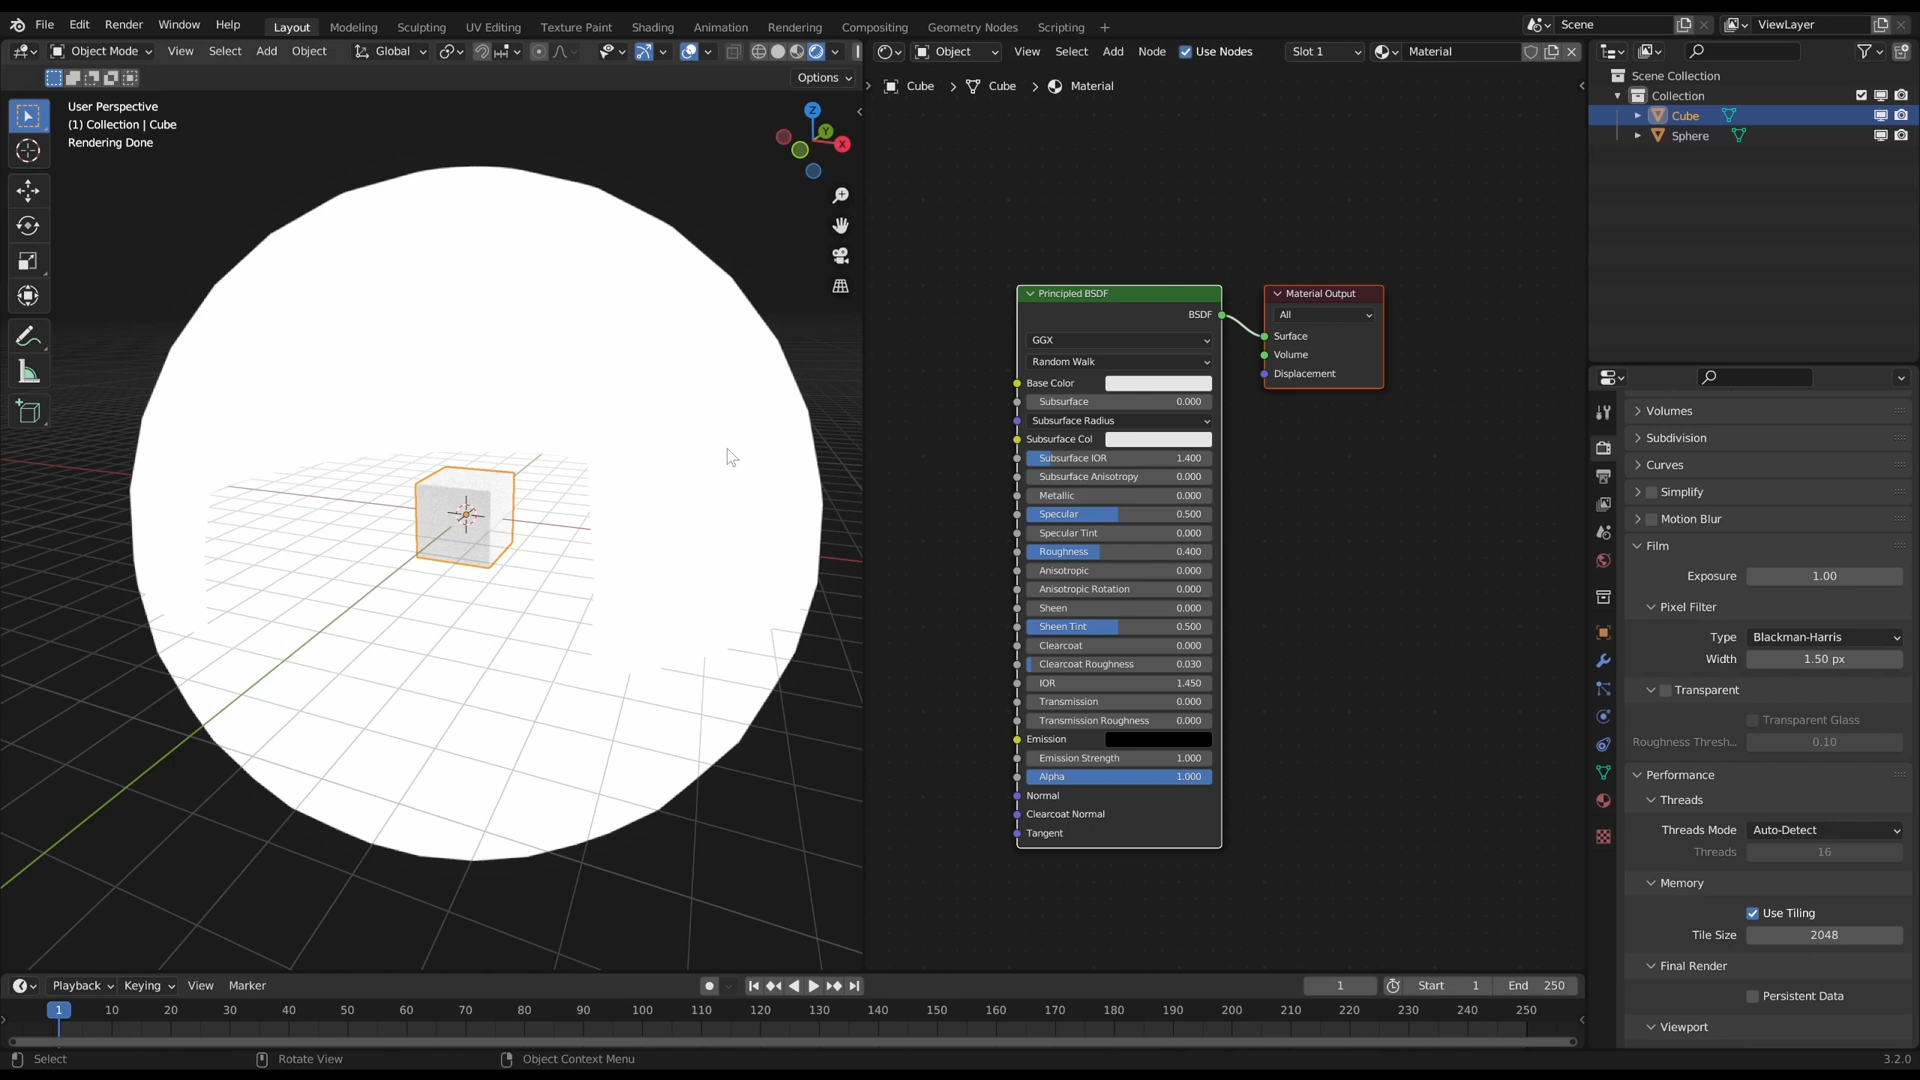 File Edit Render Window Help Layout Modeling Sculpting UV Editing Texture Paint Shading Animation Rendering Compositing Geometry Nodes Scripting + Scene ViewLayer
Object Mode View Select Add Object Global
Object View Select Add Node Use Nodes Slot 1 Material
Options
User Perspective
(1) Collection | Cube
Rendering Done
Z
Y
X
Cube > Cube > Material
Principled BSDF
BSDF
GGX
Random Walk
Base Color
Subsurface 0.000
Subsurface Radius
Subsurface Col
Subsurface IOR 1.400
Subsurface Anisotropy 0.000
Metallic 0.000
Specular 0.500
Specular Tint 0.000
Roughness 0.400
Anisotropic 0.000
Anisotropic Rotation 0.000
Sheen 0.000
Sheen Tint 0.500
Clearcoat 0.000
Clearcoat Roughness 0.030
IOR 1.450
Transmission 0.000
Transmission Roughness 0.000
Emission
Emission Strength 1.000
Alpha 1.000
Normal
Clearcoat Normal
Tangent
Material Output
All
Surface
Volume
Displacement
Scene Collection
Collection
Cube
Sphere
Volumes
Subdivision
Curves
Simplify
Motion Blur
Film
Exposure 1.00
Pixel Filter
Type Blackman-Harris
Width 1.50 px
Transparent
Transparent Glass
Roughness Thresh... 0.10
Performance
Threads
Threads Mode Auto-Detect
Threads 16
Memory
Use Tiling
Tile Size 2048
Final Render
Persistent Data
Viewport
Playback Keying View Marker 1 Start 1 End 250
1 10 20 30 40 50 60 70 80 90 100 110 120 130 140 150 160 170 180 190 200 210 220 230 240 250
Select Rotate View Object Context Menu 3.2.0